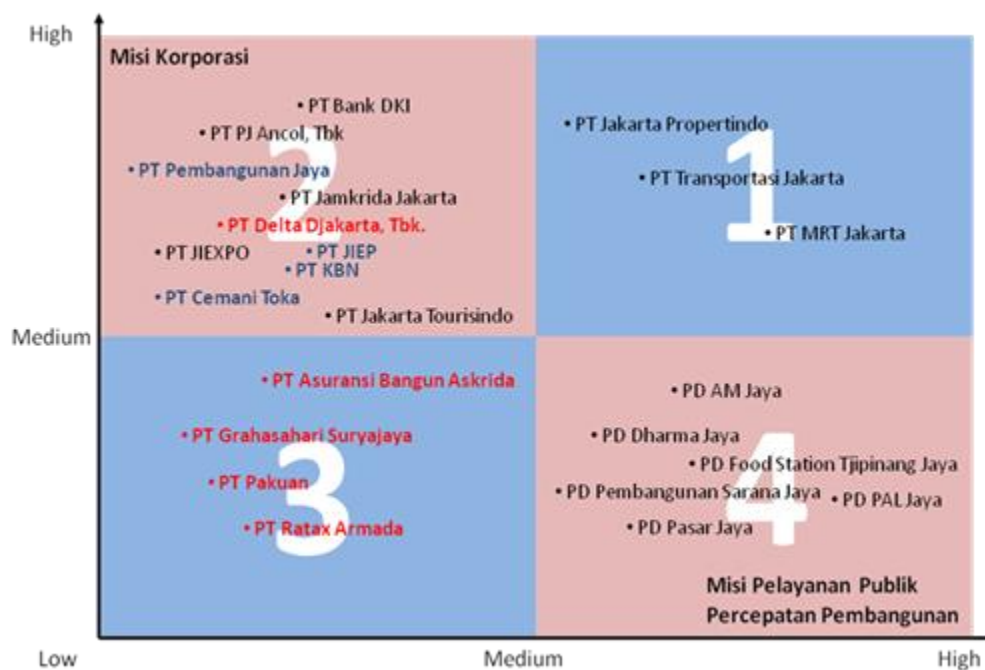 High
Misi Korporasi
• PT Bank DKI
• PT PJ Ancol, Tbk
• PT Pembangunan Jaya
2
• PT Jamkrida Jakarta
• PT Delta Djakarta, Tbk.
• PT JIEXPO
• PT JIEP
• PT KBN
• PT Cemani Toka
• PT Jakarta Tourisindo
• PT Jakarta Propertindo
1
• PT Transportasi Jakarta
• PT MRT Jakarta
Medium
• PT Asuransi Bangun Askrida
• PT Grahasahari Suryajaya
3
• PT Pakuan
• PT Ratax Armada
• PD AM Jaya
• PD Dharma Jaya
• PD Food Station Tjipinang Jaya
4
• PD Pembangunan Sarana Jaya
• PD PAL Jaya
• PD Pasar Jaya
Misi Pelayanan Publik
Percepatan Pembangunan
Low
Medium
High